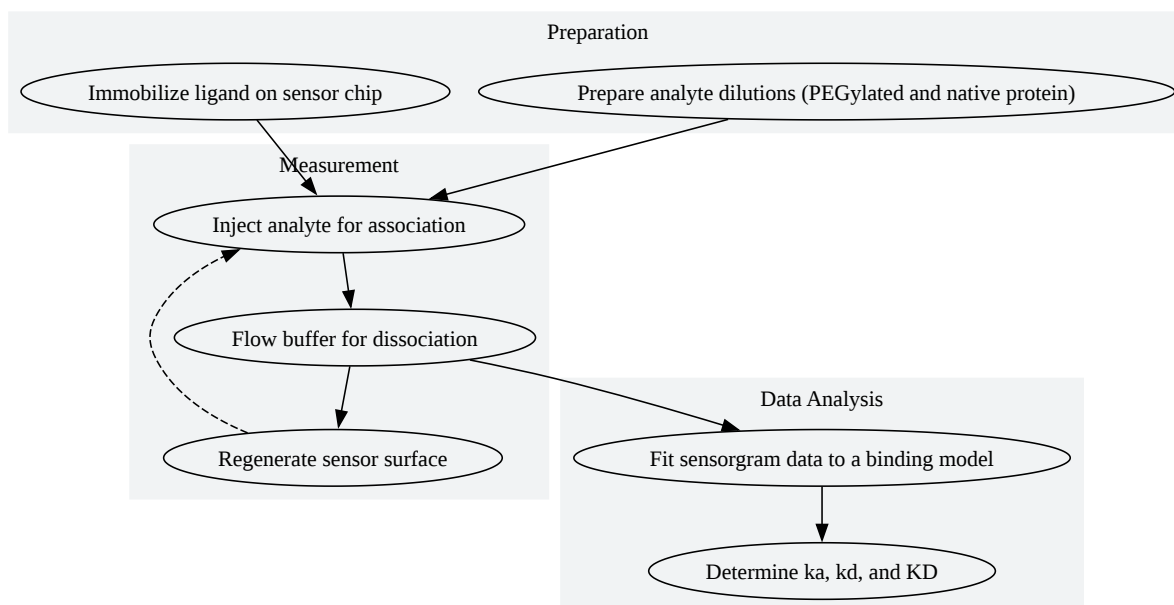 Preparation
Immobilize ligand on sensor chip
Prepare analyte dilutions (PEGylated and native protein)
Measurement
Inject analyte for association
Flow buffer for dissociation
Data Analysis
Regenerate sensor surface
Fit sensorgram data to a binding model
Determine ka, kd, and KD